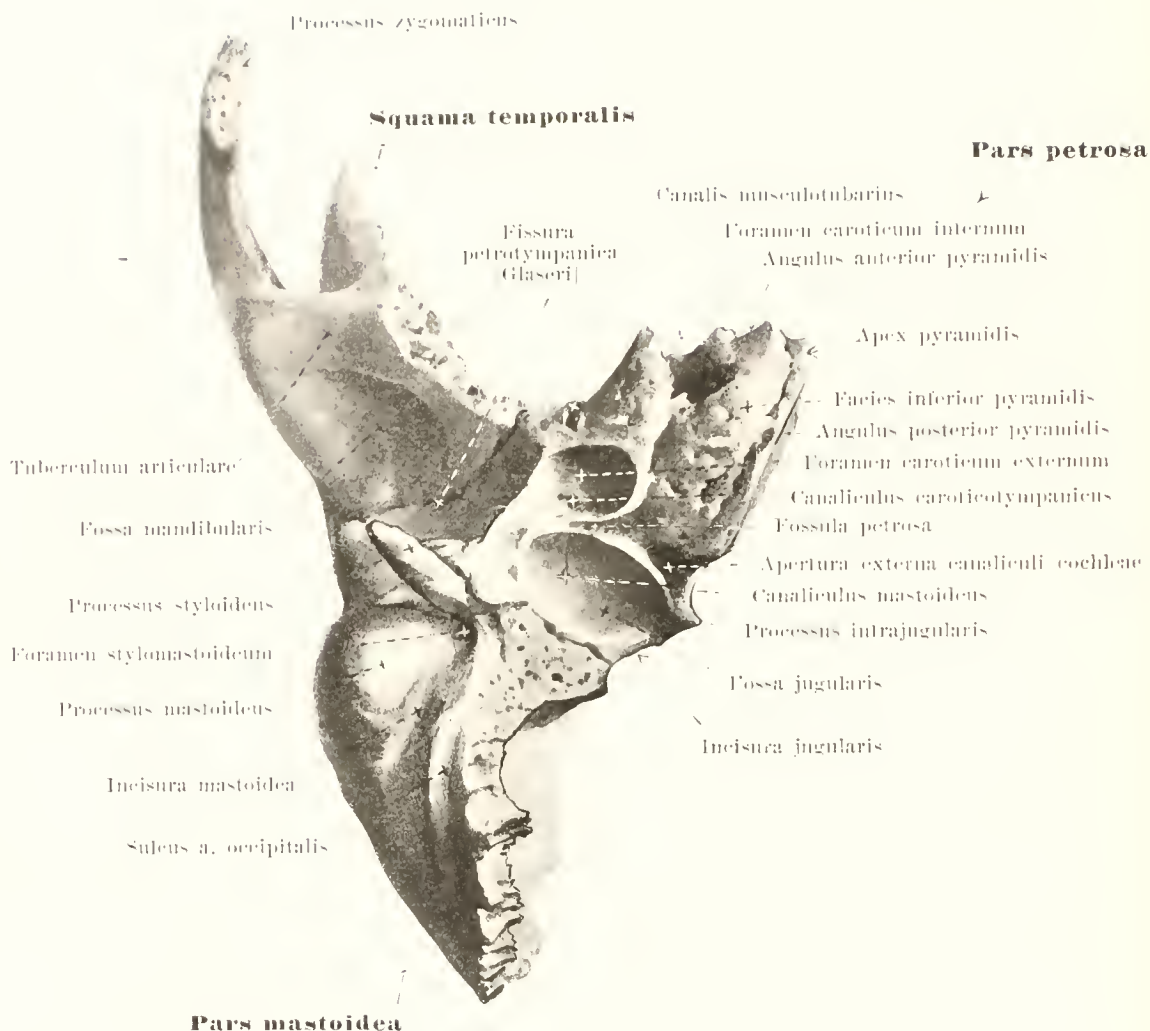 Processus zygomaticus
Squama temporalis
Pars petrosa
Canalis musculotubarius
Foramen caroticum internum
Angulus anterior pyramidis
Fissura
petrotympanica
Glaseri]
Apex pyramidis
Facies inferior pyramidis
Angulus posterior pyramidis
Foramen caroticum externum
Canaliculus caroticotympanicus
Fossula petrosa
Apertura externa canaliculi cochleae
Canaliculus mastoideus
Processus intrajugularis
Fossa jugularis
Incisura jugularis
Tuberculum articulare
Fossa mandibularis
Processus styloideus
Foramen stylomastoideum
Processus mastoideus
Incisura mastoidea
Sulcus a. occipitalis
Pars mastoidea